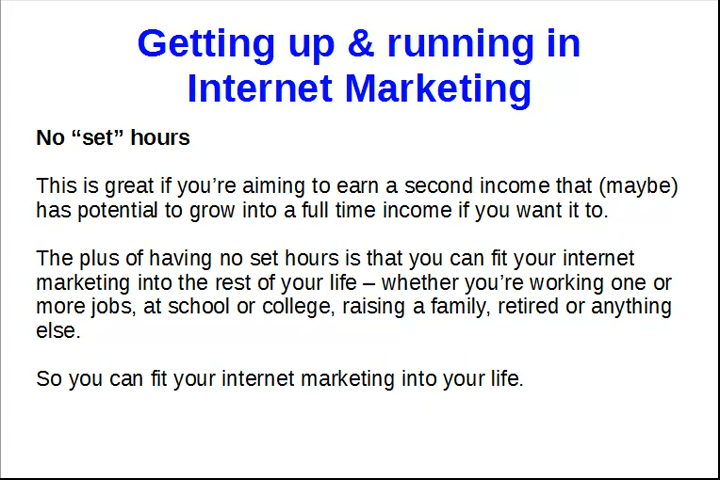 Getting up & running in
Internet Marketing
No “set” hours
This is great if you’re aiming to earn a second income that (maybe)
has potential to grow into a full time income if you want it to.
The plus of having no set hours is that you can fit your internet
marketing into the rest of your life – whether you’re working one or
more jobs, at school or college, raising a family, retired or anything
else.
So you can fit your internet marketing into your life.